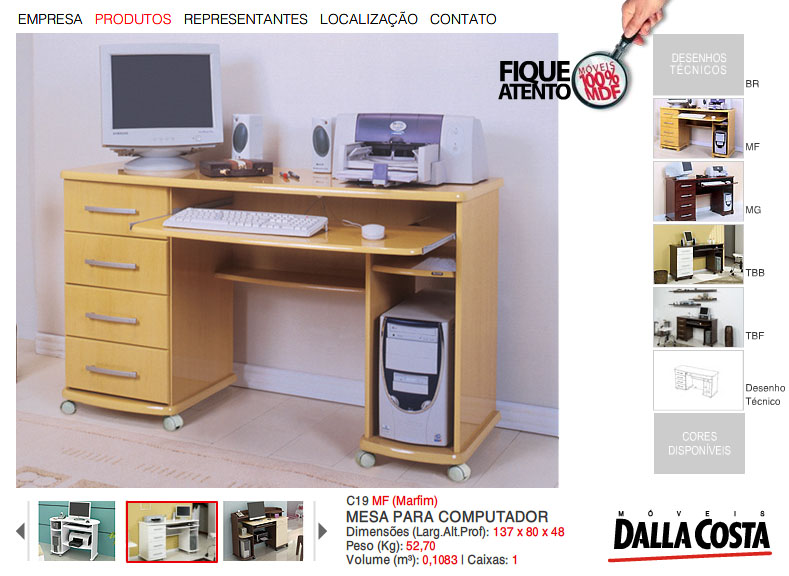 EMPRESA PRODUTOS REPRESENTANTES LOCALIZAÇÃO CONTATO
FIQUE
ATENTO
MÓVEIS
100%
MDF
DESENHOS
TÉCNICOS
BR
MF
MG
TBB
TBF
Desenho
Técnico
CORES
DISPONÍVEIS
C19 MF (Marfim)
MESA PARA COMPUTADOR
Dimensões (Larg.Alt.Prof): 137 x 80 x 48
Peso (Kg): 52,70
Volume (m³): 0,1083 | Caixas: 1
MÓVEIS
DALLA COSTA